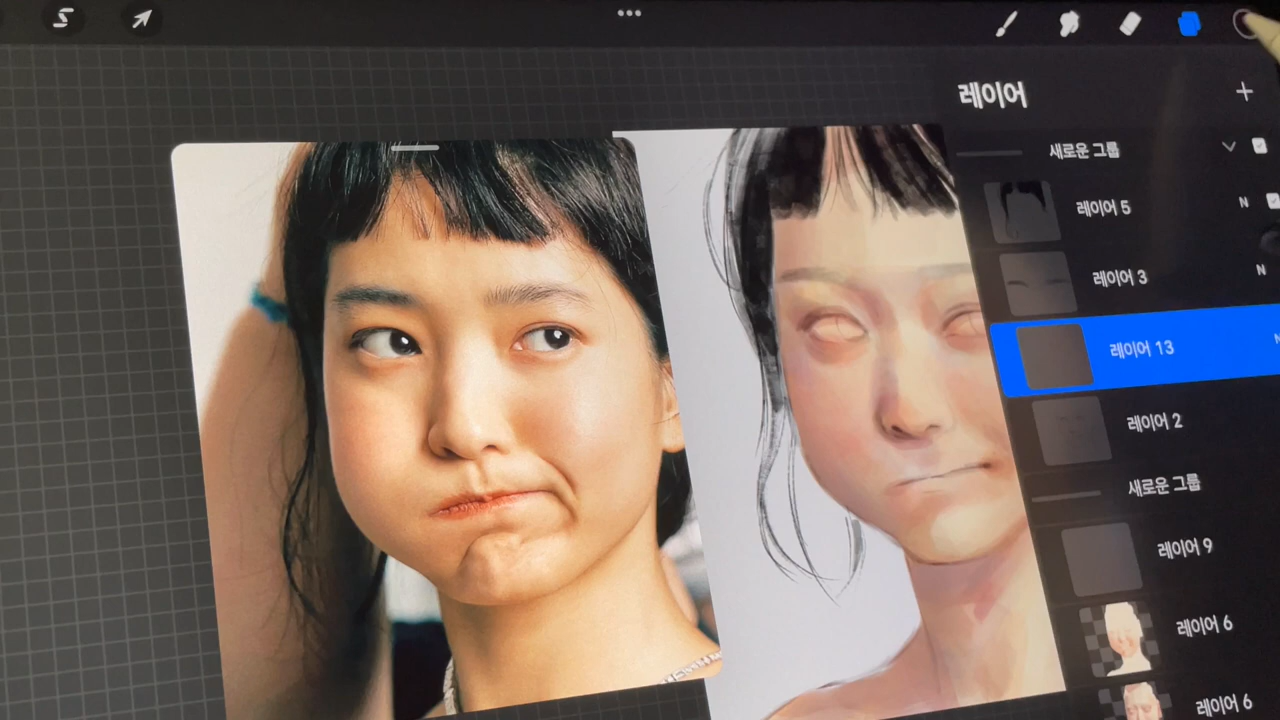 레이어
새로운 그룹
레이어 5
N
레이어 3
N
레이어 13
레이어 2
새로운 그룹
레이어 9
레이어 6
레이어 6